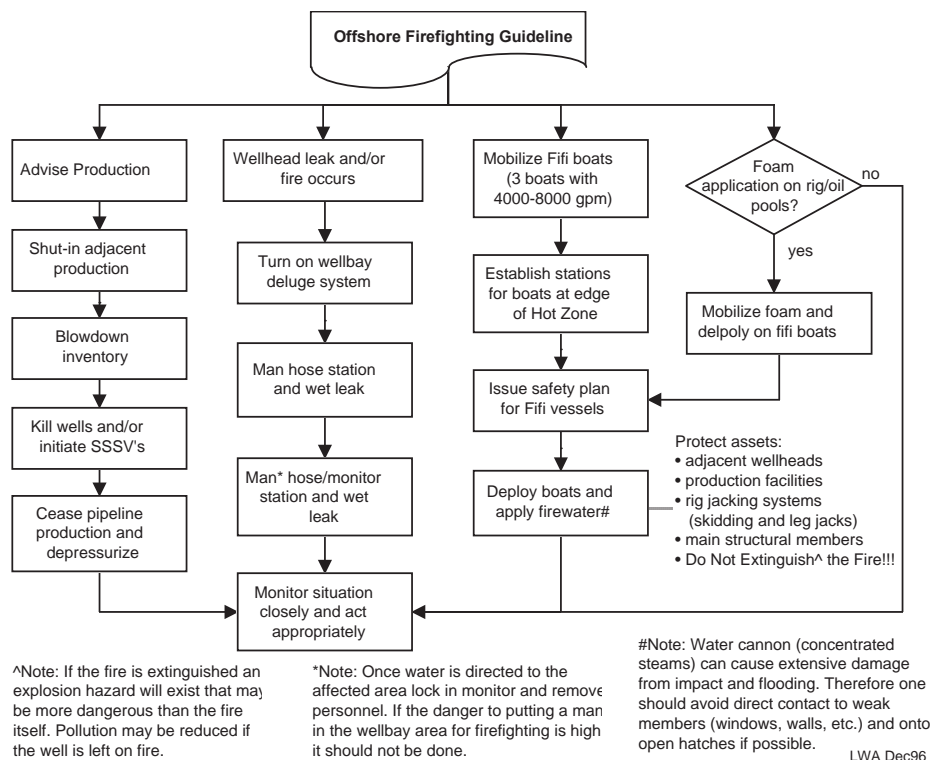 Offshore Firefighting Guideline
Advise Production
Shut-in adjacent
production
Blowdown
inventory
Kill wells and/or
initiate SSSV's
Cease pipeline
production and
depressurize
Wellhead leak and/or
fire occurs
Turn on wellbay
deluge system
Man hose station
and wet leak
Man* hose/monitor
station and wet
leak
Monitor situation
closely and act
appropriately
Mobilize Fifi boats
(3 boats with
4000-8000 gpm)
Establish stations
for boats at edge
of Hot Zone
Issue safety plan
for Fifi vessels
Deploy boats and
apply firewater#
Foam
application on rig/oil
pools?
no
yes
Mobilize foam and
delpoly on fifi boats
Protect assets:
• adjacent wellheads
• production facilities
• rig jacking systems
(skidding and leg jacks)
• main structural members
• Do Not Extinguish^ the Fire!!!
^Note: If the fire is extinguished an
explosion hazard will exist that may
be more dangerous than the fire
itself. Pollution may be reduced if
the well is left on fire.
*Note: Once water is directed to the
affected area lock in monitor and remove
personnel. If the danger to putting a man
in the wellbay area for firefighting is high
it should not be done.
#Note: Water cannon (concentrated
steams) can cause extensive damage
from impact and flooding. Therefore one
should avoid direct contact to weak
members (windows, walls, etc.) and onto
open hatches if possible.
LWA Dec96